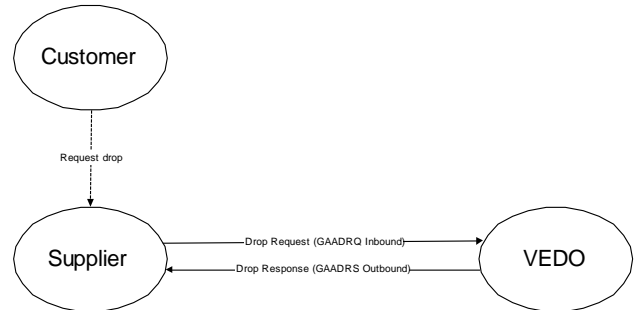 Customer
Request drop
Drop Request (GAADRQ Inbound)
Supplier
VEDO
Drop Response (GAADRS Outbound)